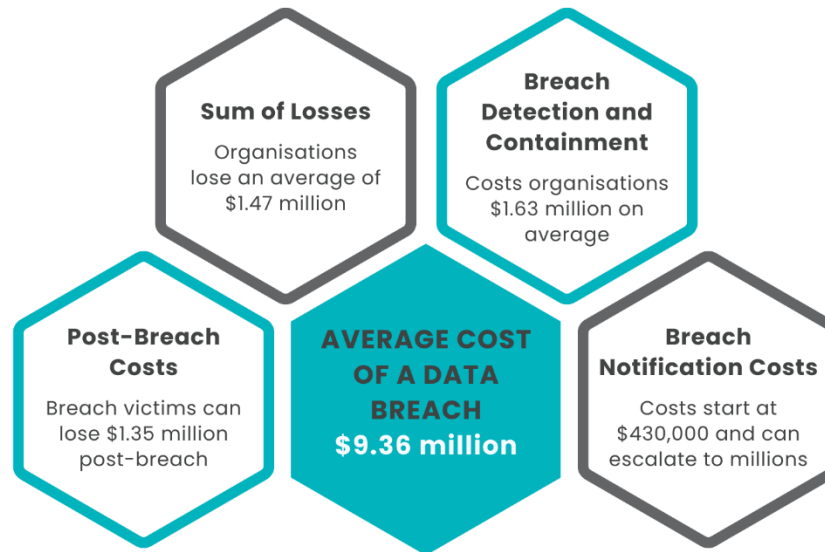 Sum of Losses
Organisations
lose an average of
$1.47 million
Breach
Detection and
Containment
Costs organisations
$1.63 million on
average
Post-Breach
Costs
Breach victims can
lose $1.35 million
post-breach
AVERAGE COST
OF A DATA
BREACH
$9.36 million
Breach
Notification Costs
Costs start at
$430,000 and can
escalate to millions